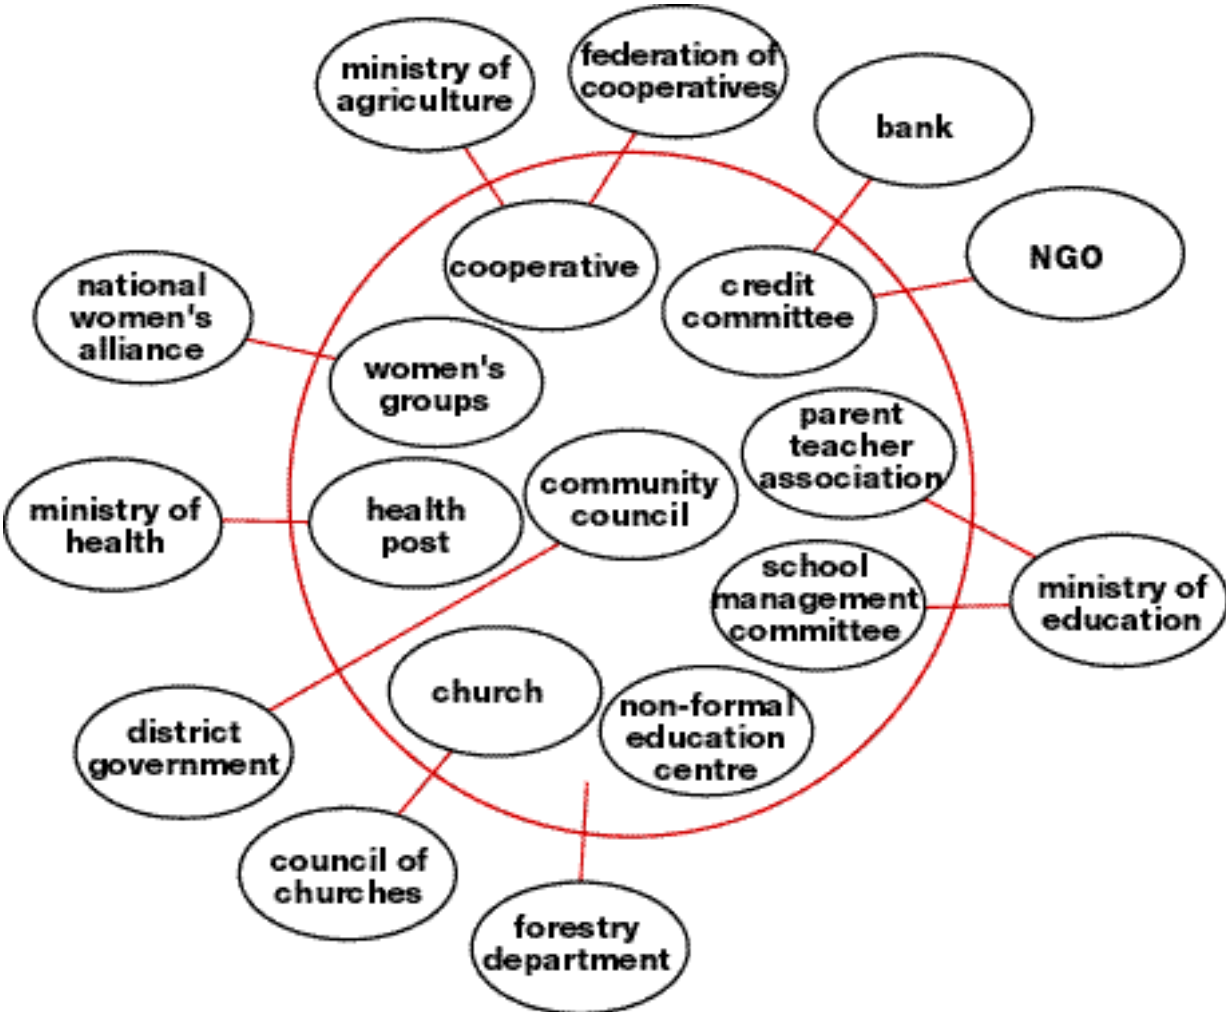 ministry of
agriculture
federation of
cooperatives
bank
NGO
cooperative
credit
committee
national
women's
alliance
women's
groups
parent
teacher
association
community
council
ministry of
health
health
post
school
management
committee
ministry of
education
church
non-formal
education
centre
district
government
council of
churches
forestry
department